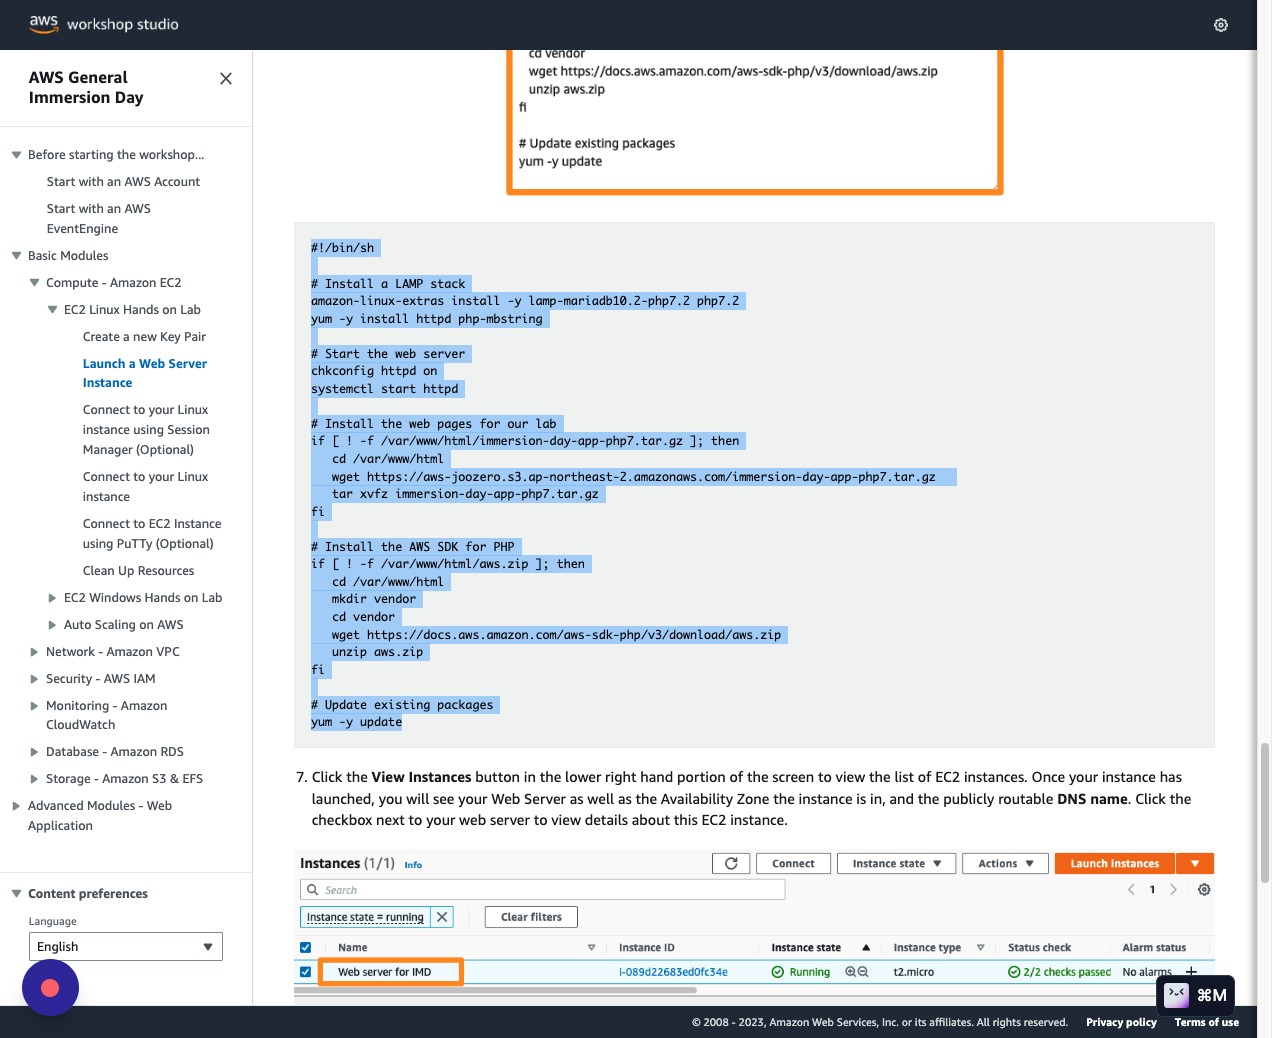 aws workshop studio
AWS General
Immersion Day
Before starting the workshop...
Start with an AWS Account
Start with an AWS
EventEngine
Basic Modules
Compute - Amazon EC2
EC2 Linux Hands on Lab
Create a new Key Pair
Launch a Web Server
Instance
Connect to your Linux
instance using Session
Manager (Optional)
Connect to your Linux
instance
Connect to EC2 Instance
using PuTTy (Optional)
Clean Up Resources
EC2 Windows Hands on Lab
Auto Scaling on AWS
Network - Amazon VPC
Security - AWS IAM
Monitoring - Amazon
CloudWatch
Database - Amazon RDS
Storage - Amazon S3 & EFS
Advanced Modules - Web
Application
Content preferences
Language
English
cd vendor
wget https://docs.aws.amazon.com/aws-sdk-php/v3/download/aws.zip
unzip aws.zip
fi
# Update existing packages
yum -y update
#!/bin/sh
# Install a LAMP stack
amazon-linux-extras install -y lamp-mariadb10.2-php7.2 php7.2
yum -y install httpd php-mbstring
# Start the web server
chkconfig httpd on
systemctl start httpd
# Install the web pages for our lab
if [ ! -f /var/www/html/immersion-day-app-php7.tar.gz ]; then
cd /var/www/html
wget https://aws-joozero.s3.ap-northeast-2.amazonaws.com/immersion-day-app-php7.tar.gz
tar xvfz immersion-day-app-php7.tar.gz
fi
# Install the AWS SDK for PHP
if [ ! -f /var/www/html/aws.zip ]; then
cd /var/www/html
mkdir vendor
cd vendor
wget https://docs.aws.amazon.com/aws-sdk-php/v3/download/aws.zip
unzip aws.zip
fi
# Update existing packages
yum -y update
7. Click the View Instances button in the lower right hand portion of the screen to view the list of EC2 instances. Once your instance has
launched, you will see your Web Server as well as the Availability Zone the instance is in, and the publicly routable DNS name. Click the
checkbox next to your web server to view details about this EC2 instance.
Instances (1/1) Info
Connect
Instance state
Actions
Launch instances
Search
1
Instance state = running
Clear filters
Name Instance ID Instance state Instance type Status check Alarm status
Web server for IMD i-089d22683ed0fc34e Running t2.micro 2/2 checks passed No alarms
⌘M
© 2008 - 2023, Amazon Web Services, Inc. or its affiliates. All rights reserved. Privacy policy Terms of use